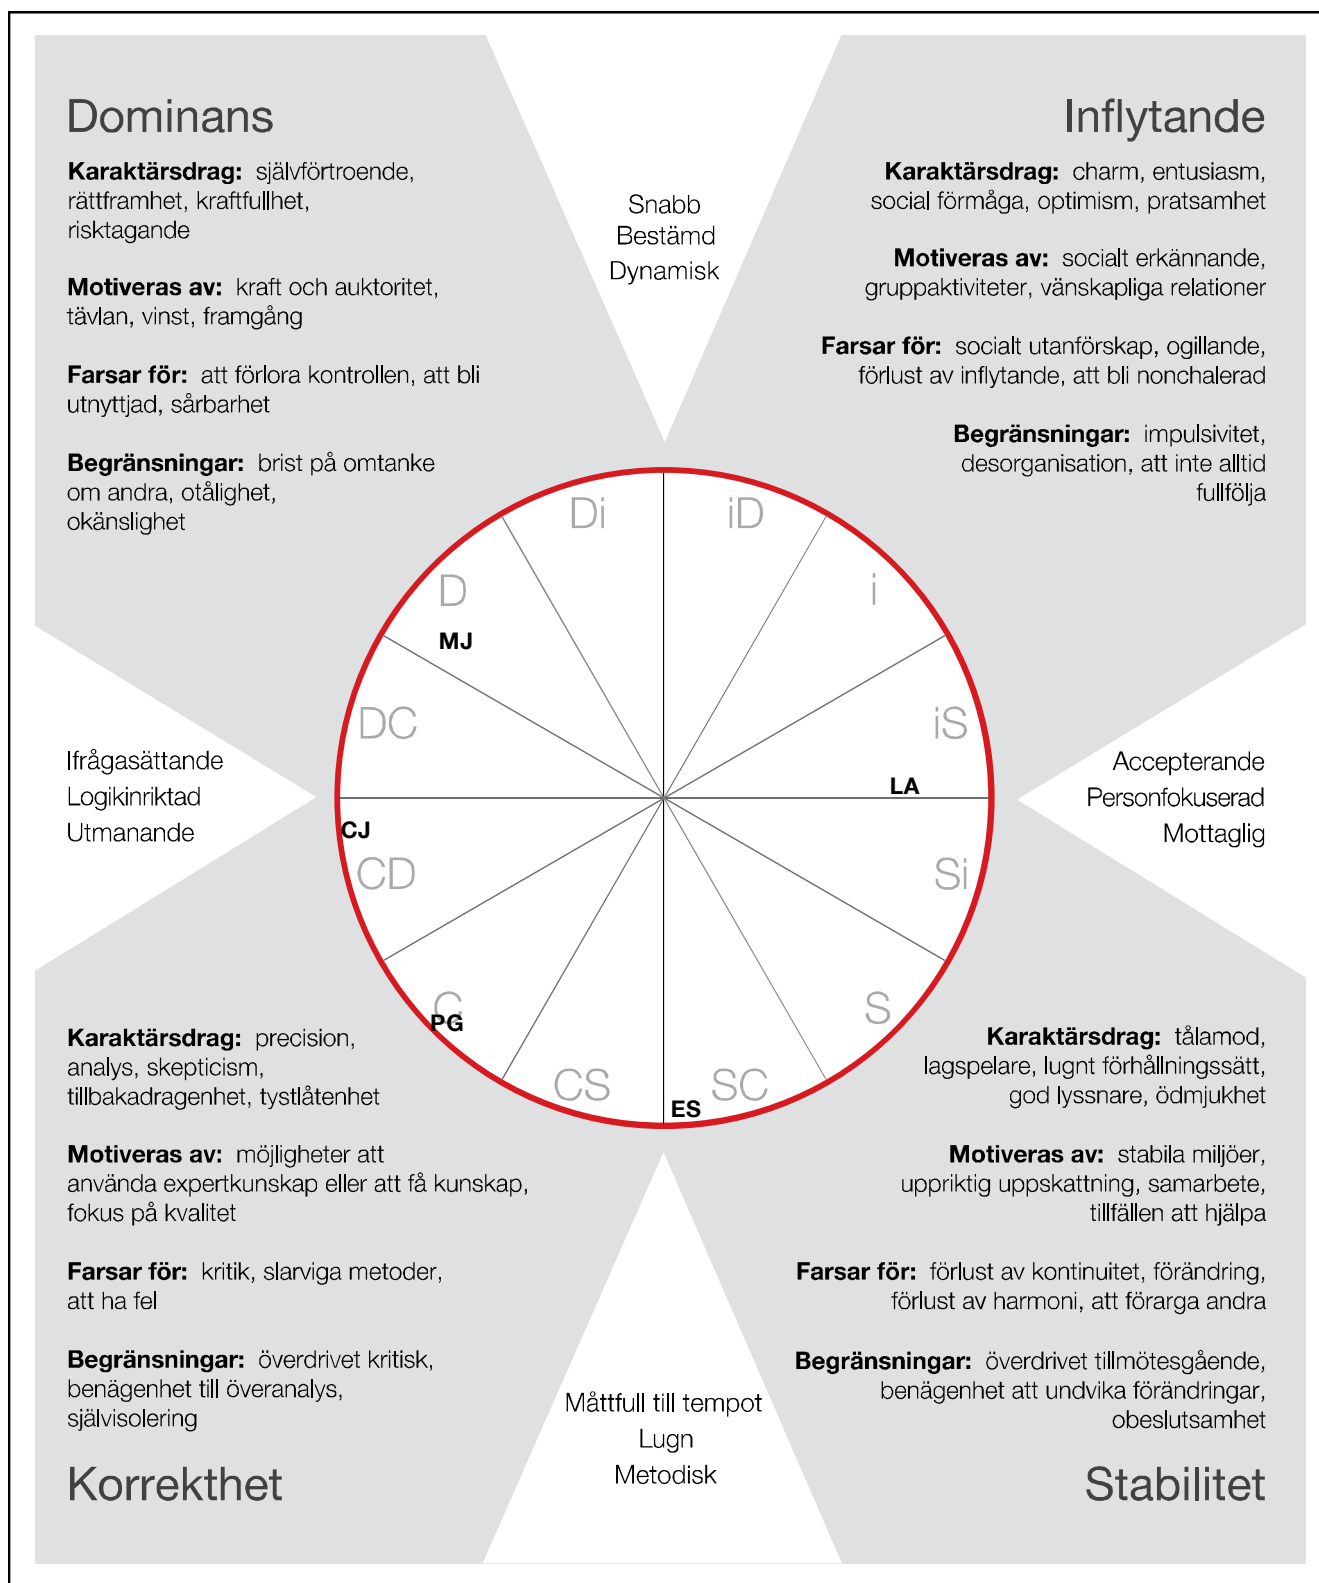 Dominans
Karaktärsdrag: självförtroende,
rättframhet, kraftfullhet,
risktagande
Motiveras av: kraft och auktoritet,
tävlan, vinst, framgång
Farsar för: att förlora kontrollen, att bli
utnyttjad, sårbarhet
Begränsningar: brist på omtanke
om andra, otålighet,
okänslighet
Snabb
Bestämd
Dynamisk
Inflytande
Karaktärsdrag: charm, entusiasm,
social förmåga, optimism, pratsamhet
Motiveras av: socialt erkännande,
gruppaktiviteter, vänskapliga relationer
Farsar för: socialt utanförskap, ogillande,
förlust av inflytande, att bli nonchalerad
Begränsningar: impulsivitet,
desorganisation, att inte alltid
fullfölja
Di
iD
D
i
MJ
DC
iS
LA
Ifrågasättande
Logikinriktad
Utmanande
Accepterande
Personfokuserad
Mottaglig
CJ
CD
Si
C
PG
S
CS
SC
ES
Karaktärsdrag: precision,
analys, skepticism,
tillbakadragenhet, tystlåtenhet
Motiveras av: möjligheter att
använda expertkunskap eller att få kunskap,
fokus på kvalitet
Farsar för: kritik, slarviga metoder,
att ha fel
Begränsningar: överdrivet kritisk,
benägenhet till överanalys,
självisolering
Korrekthet
Måttfull till tempot
Lugn
Metodisk
Karaktärsdrag: tålamod,
lagspelare, lugnt förhållningssätt,
god lyssnare, ödmjukhet
Motiveras av: stabila miljöer,
uppriktig uppskattning, samarbete,
tillfällen att hjälpa
Farsar för: förlust av kontinuitet, förändring,
förlust av harmoni, att förarga andra
Begränsningar: överdrivet tillmötesgående,
benägenhet att undvika förändringar,
obeslutsamhet
Stabilitet